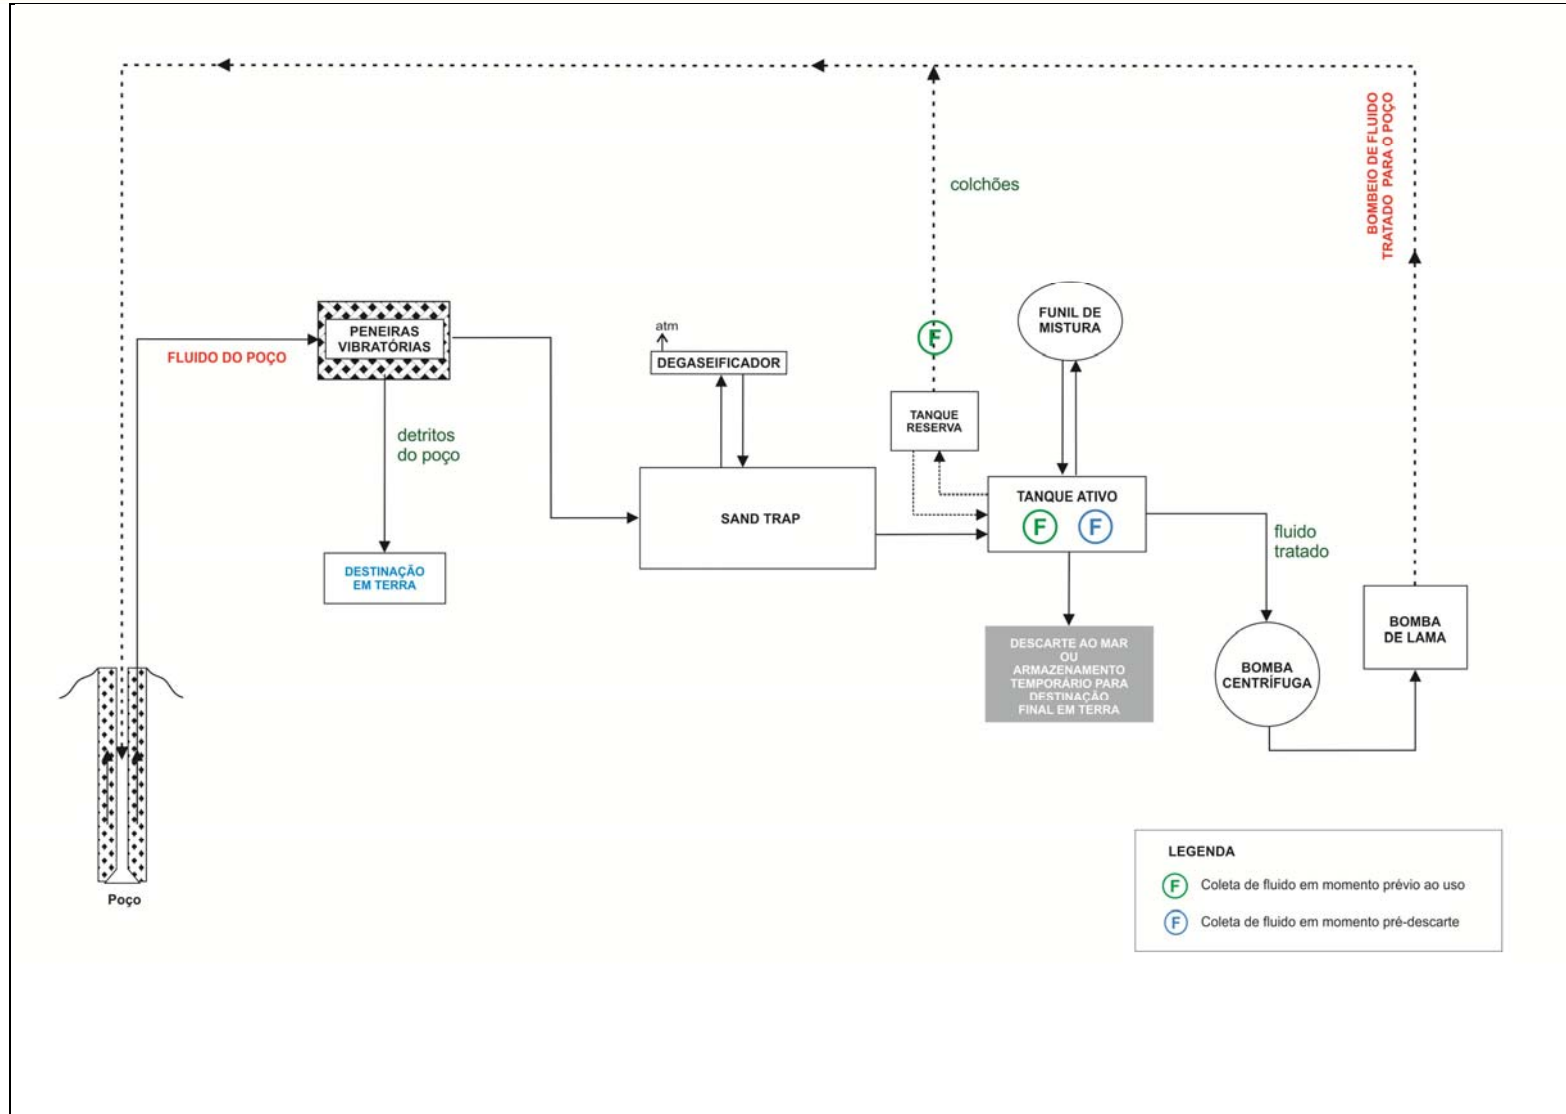 BOMBEIO DE FLUIDO
TRATADO PARA O POÇO
colchões
FUNIL DE
MISTURA
atm
PENEIRAS
VIBRATÓRIAS
FLUIDO DO POÇO
DEGASEIFICADOR
F
TANQUE
RESERVA
detritos
do poço
TANQUE ATIVO
F
F
SAND TRAP
fluido
tratado
DESTINAÇÃO
EM TERRA
DESCARTE AO MAR
OU
ARMAZENAMENTO
TEMPORÁRIO PARA
DESTINAÇÃO
FINAL EM TERRA
BOMBA
CENTRÍFUGA
BOMBA
DE LAMA
Poço
LEGENDA
F Coleta de fluido em momento prévio ao uso
F Coleta de fluido em momento pré-descarte